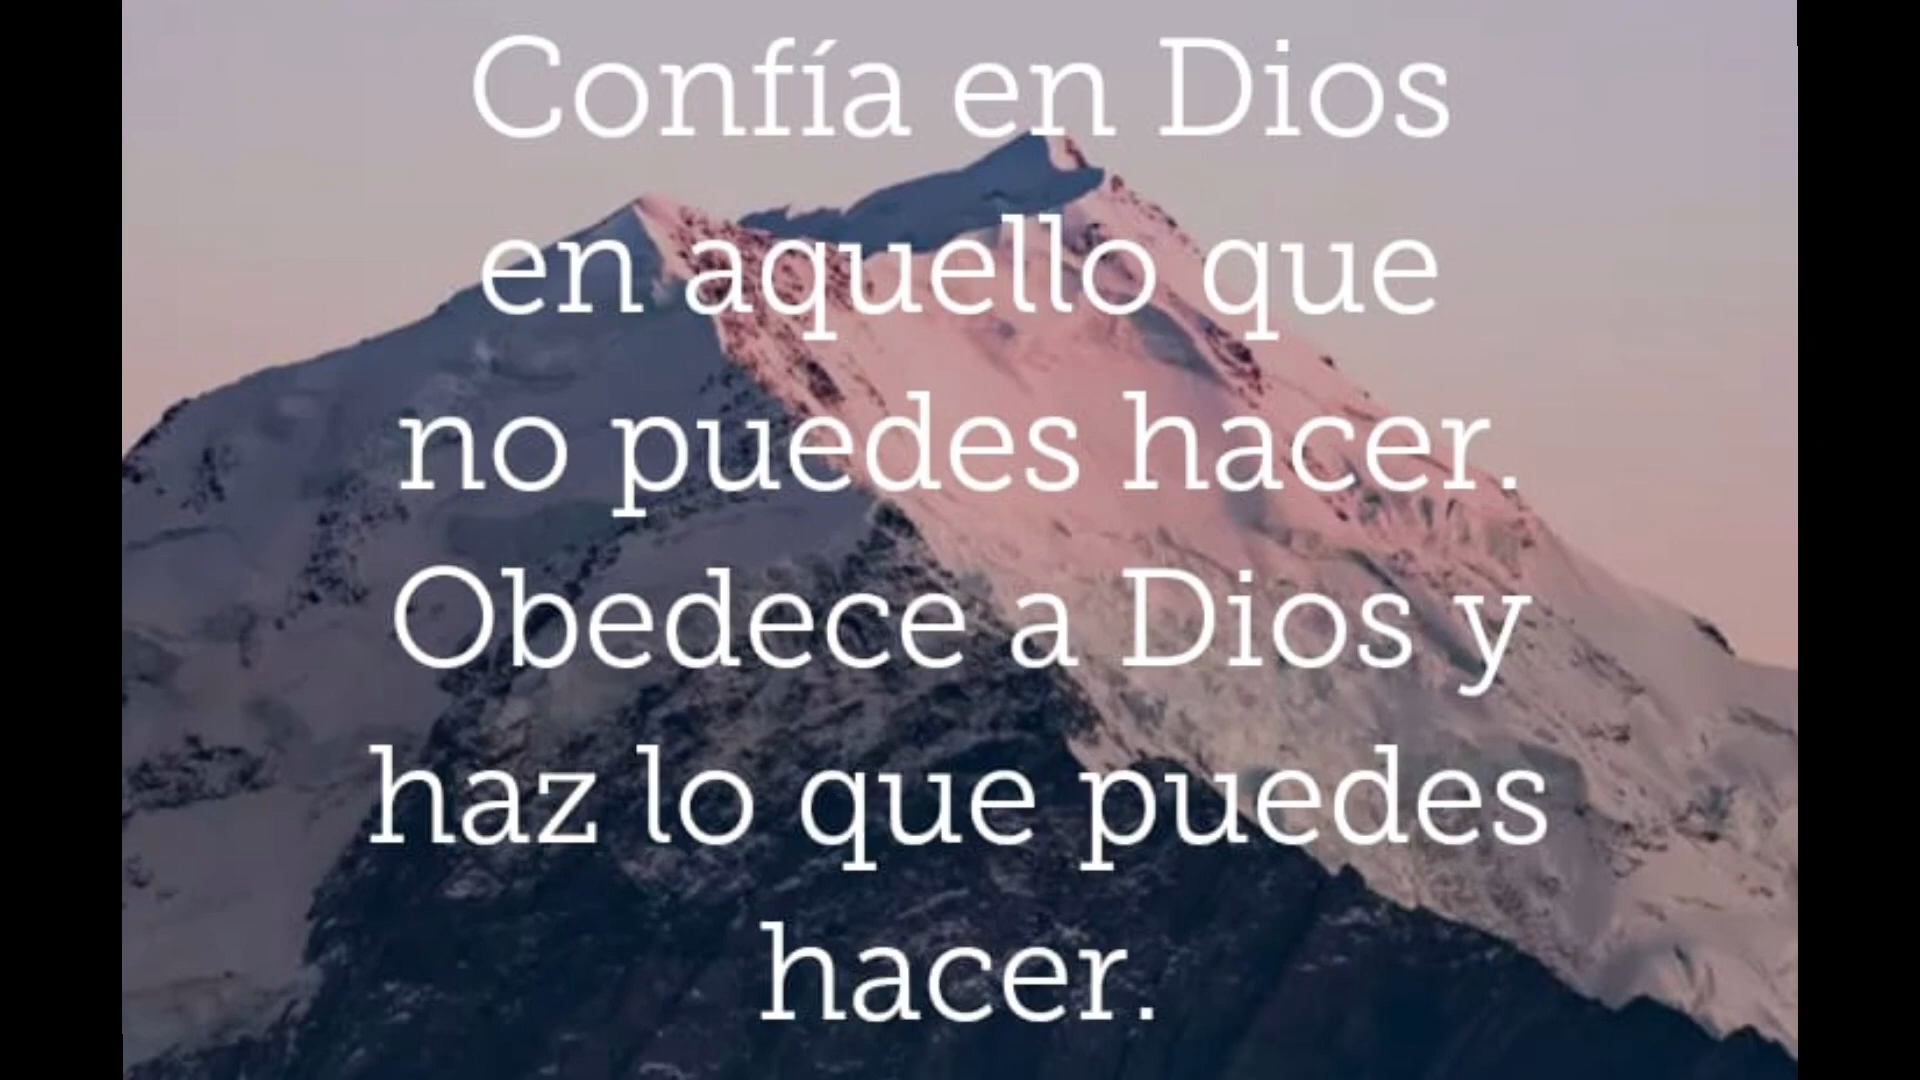 Confía en Dios
en aquello que
no puedes hacer.
Obedece a Dios y
haz lo que puedes
hacer.